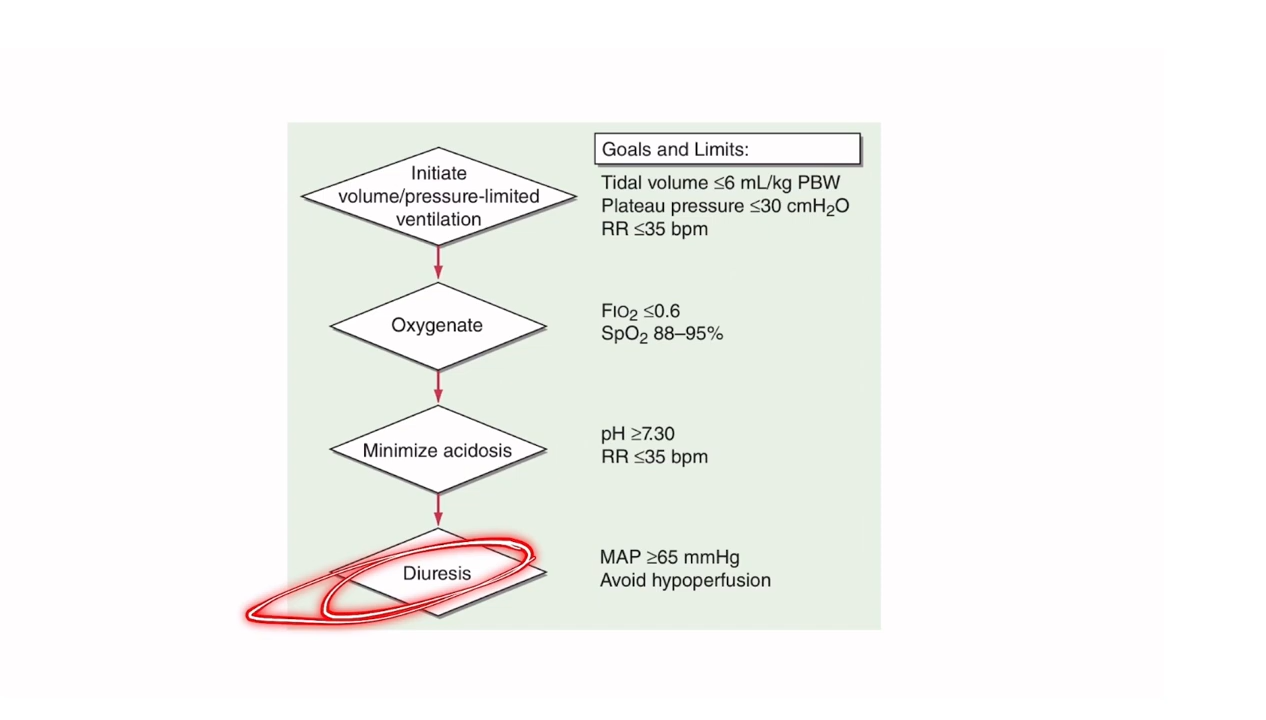 Goals and Limits:
Initiate
volume/pressure-limited
ventilation
Tidal volume ≤6 mL/kg PBW
Plateau pressure ≤30 cmH₂O
RR ≤35 bpm
Oxygenate
FIO₂ ≤0.6
SpO₂ 88–95%
Minimize acidosis
pH ≥7.30
RR ≤35 bpm
Diuresis
MAP ≥65 mmHg
Avoid hypoperfusion